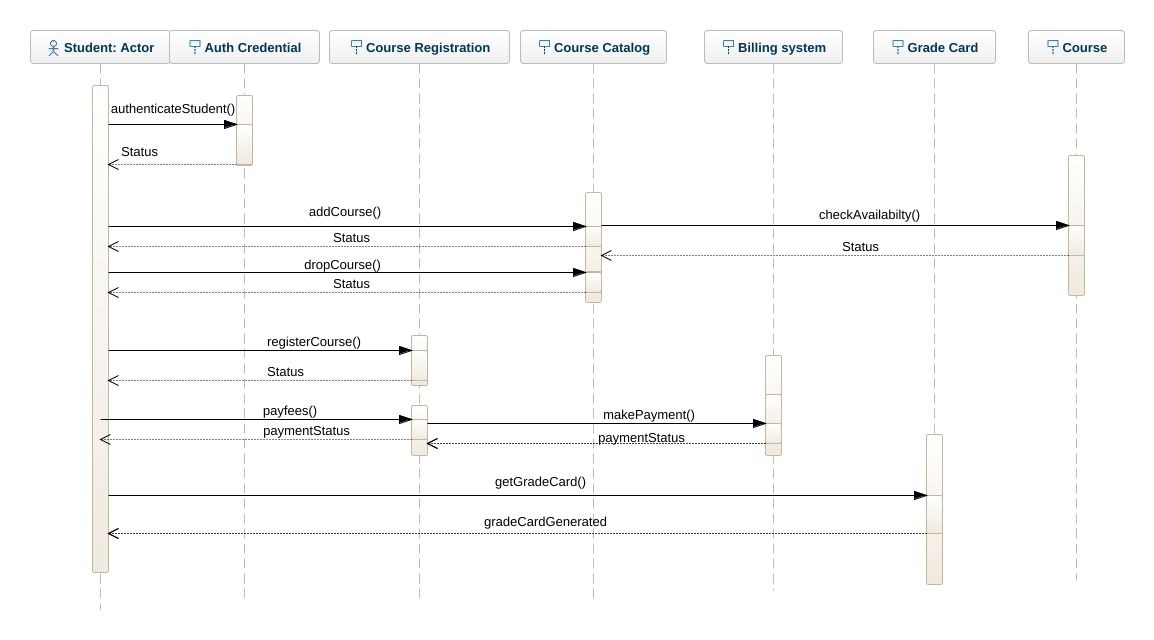 Student: Actor
Auth Credential
Course Registration
Course Catalog
Billing system
Grade Card
Course
authenticateStudent()
Status
addCourse()
checkAvailabilty()
Status
Status
dropCourse()
Status
registerCourse()
Status
payfees()
makePayment()
paymentStatus
paymentStatus
getGradeCard()
gradeCardGenerated